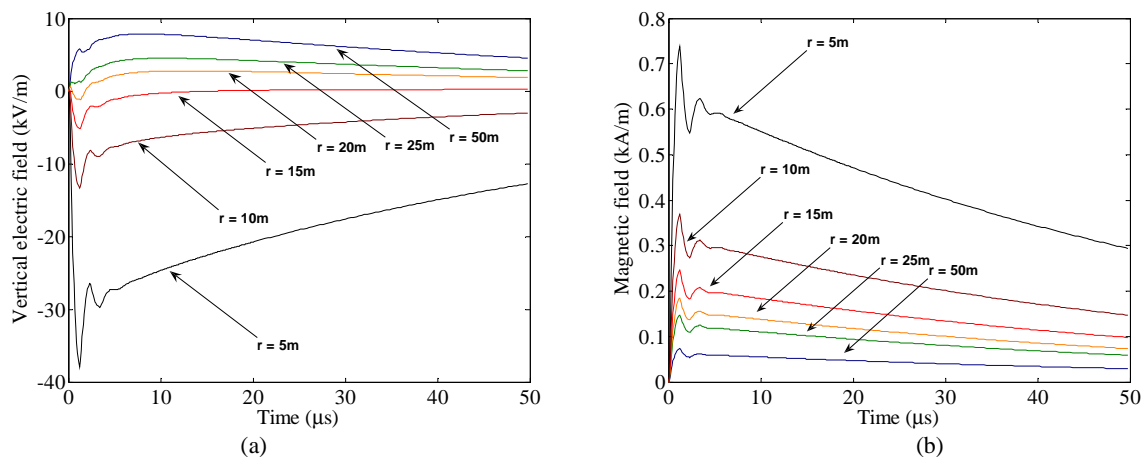 10
0
-10
-20
-30
-40
Vertical electric field (kV/m)
r = 50m
r = 25m
r = 20m
r = 15m
r = 10m
r = 5m
0 10 20 30 40 50
Time (μs)
(a)
0.8
0.7
0.6
0.5
0.4
0.3
0.2
0.1
0
Magnetic field (kA/m)
r = 5m
r = 10m
r = 15m
r = 20m
r = 25m
r = 50m
0 10 20 30 40 50
Time (μs)
(b)